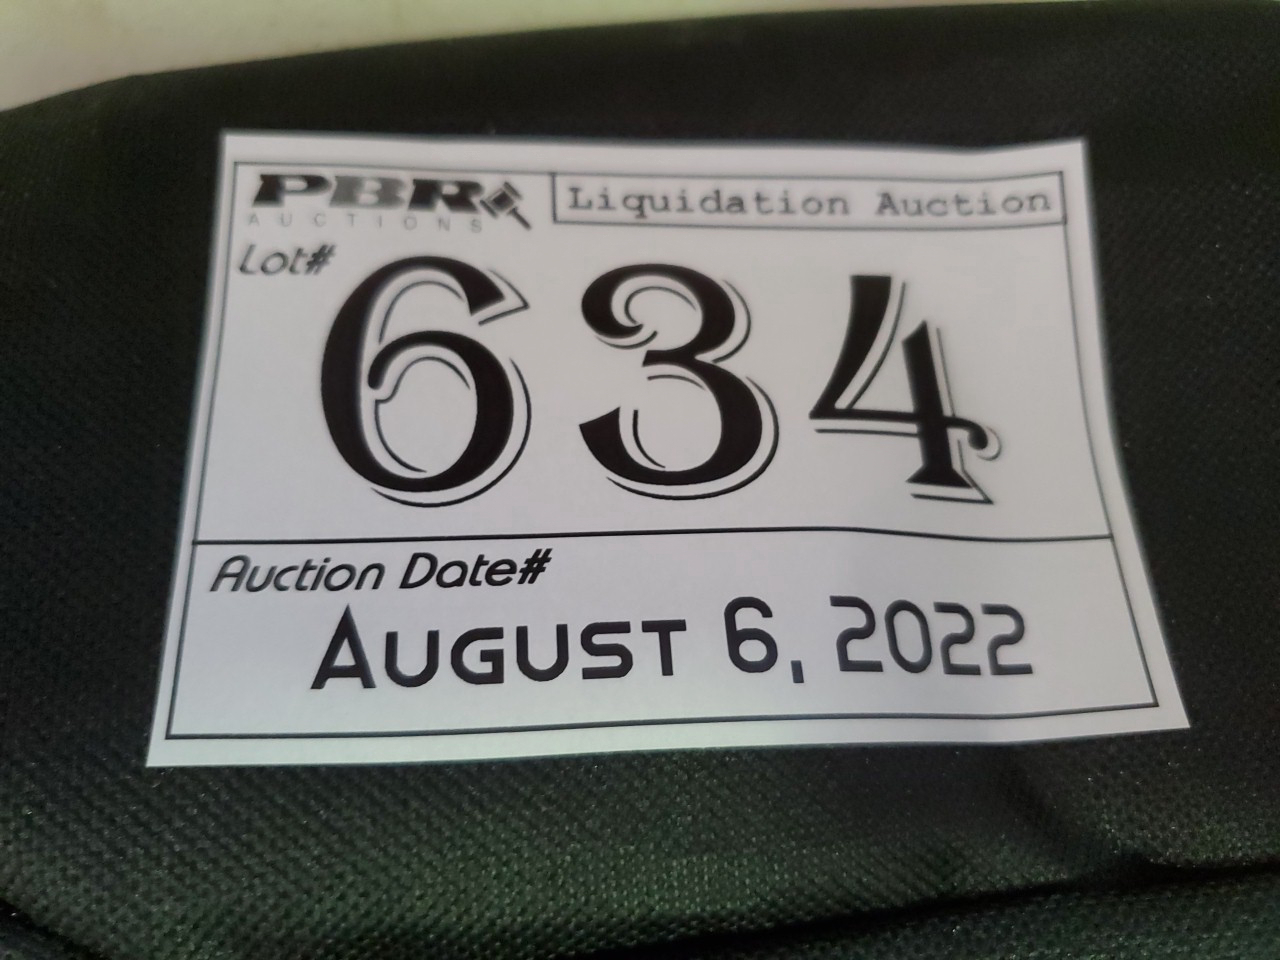 PBR
AUCTIONS
Liquidation Auction
Lot#
634
Auction Date#
AUGUST 6, 2022